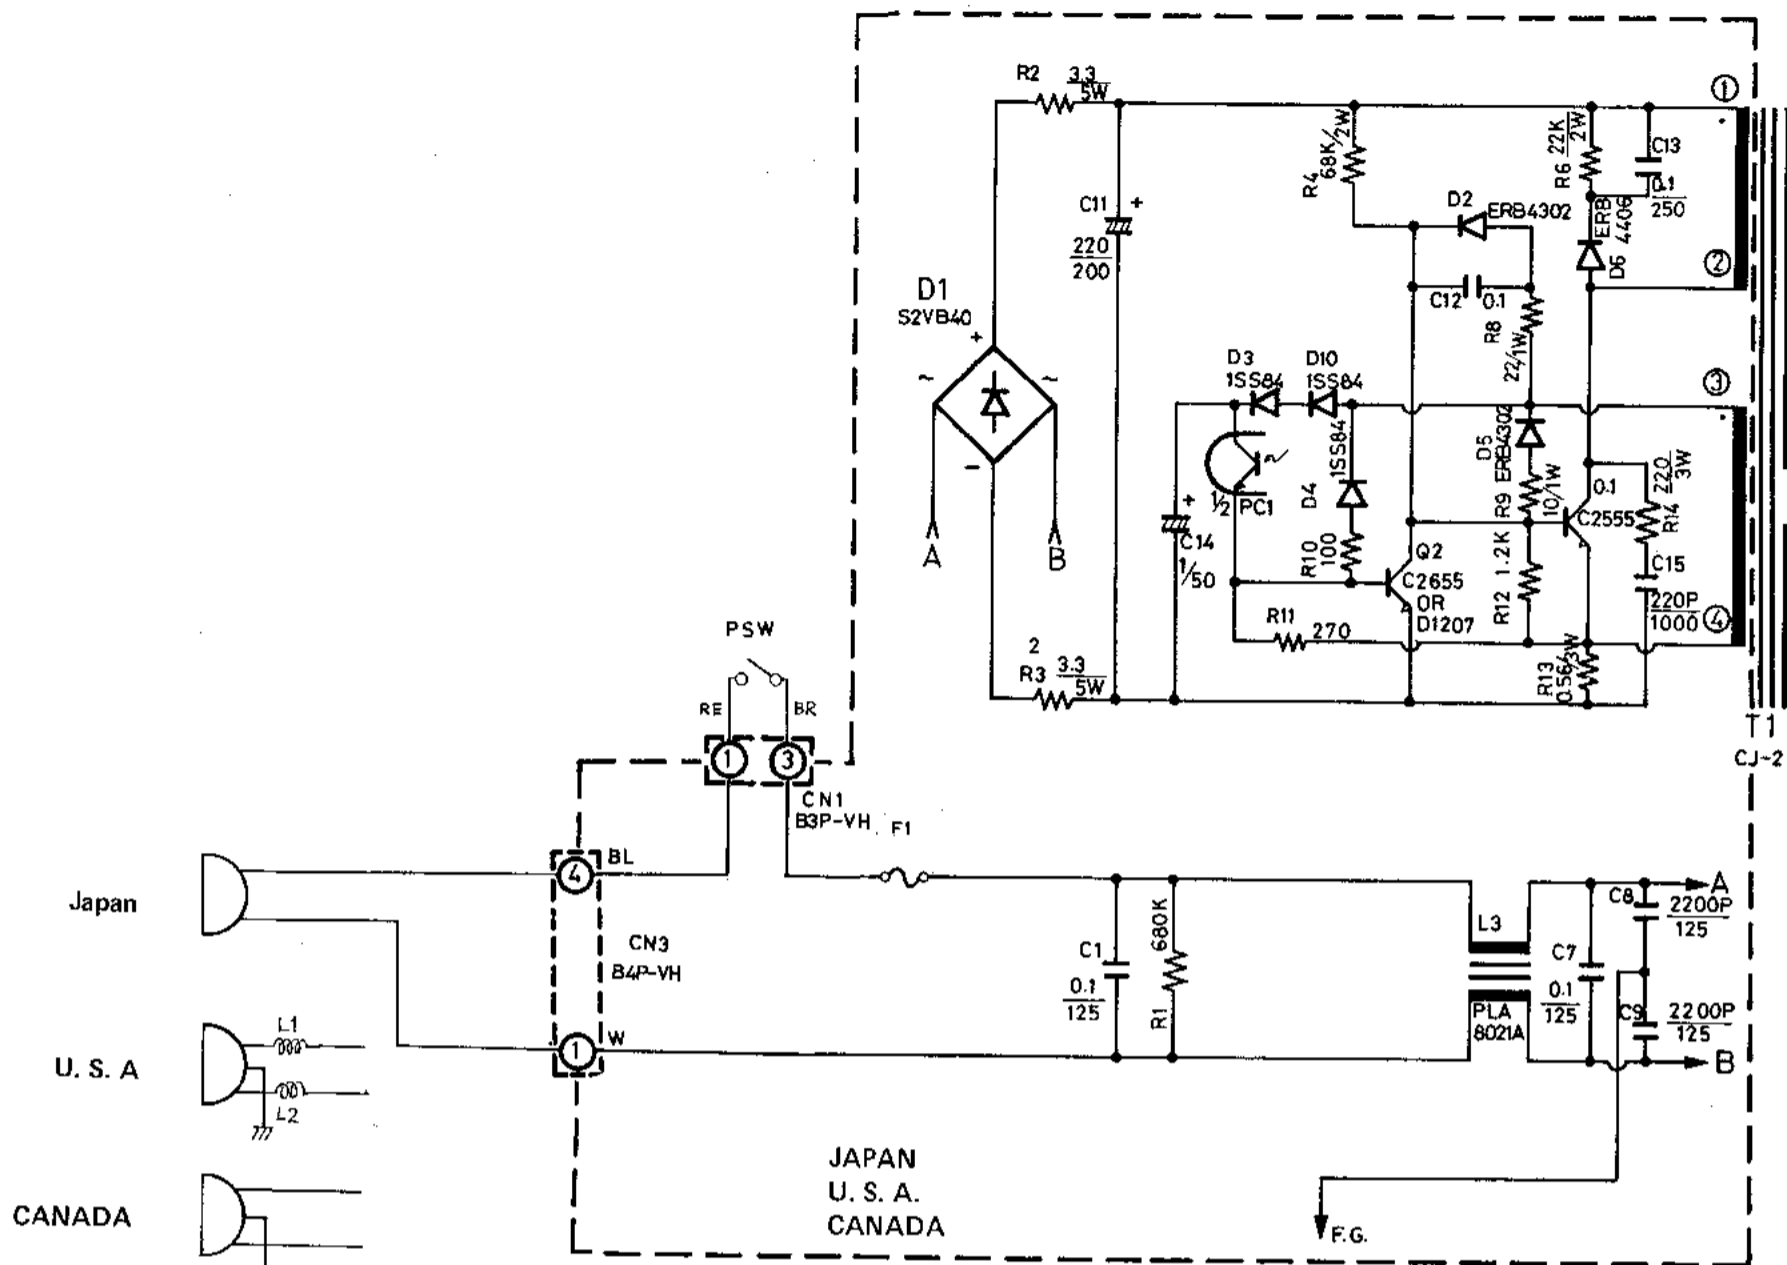 R2 3.3
5W
①
R4 68K/2W
R6 22K
2W
C13
0.1
250
D2 ERB4302
ERB
4406
D6
②
C11 +
220
200
C12 0.1
R8
22/1W
D1
S2VB40
+
~ ~
−
D3
1SS84
D10
1SS84
③
1SS84
D4
D5
ERB4302
R9
10/1W
0.1
C2555
220
3W
R14
1/2 PC1
+
C14
1/50
R10
100
Q2
C2655
OR
D1207
R12 1.2K
C15
220P
1000
④
R11 270
A
B
PSW
2
R3 3.3
5W
R13
0.56/3W
RE BR
T1
CJ-2
① ③
CN1
B3P-VH F1
④ BL
Japan
CN3
B4P-VH
① W
C1
0.1
125
680K
R1
L3
PLA
8021A
C7
0.1
125
C8 2200P
125
A
C9 2200P
125
B
L1
U. S. A
L2
JAPAN
U. S. A.
CANADA
CANADA
F.G.